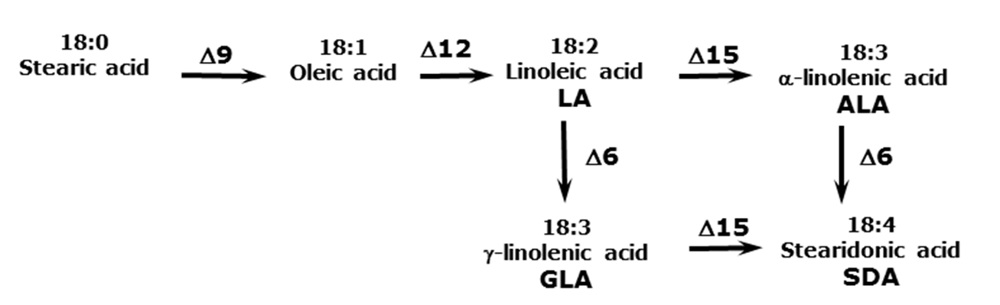 18:0
Stearic acid
Δ9
18:1
Oleic acid
Δ12
18:2
Linoleic acid
LA
Δ15
18:3
α-linolenic acid
ALA
Δ6
Δ6
18:3
γ-linolenic acid
GLA
Δ15
18:4
Stearidonic acid
SDA